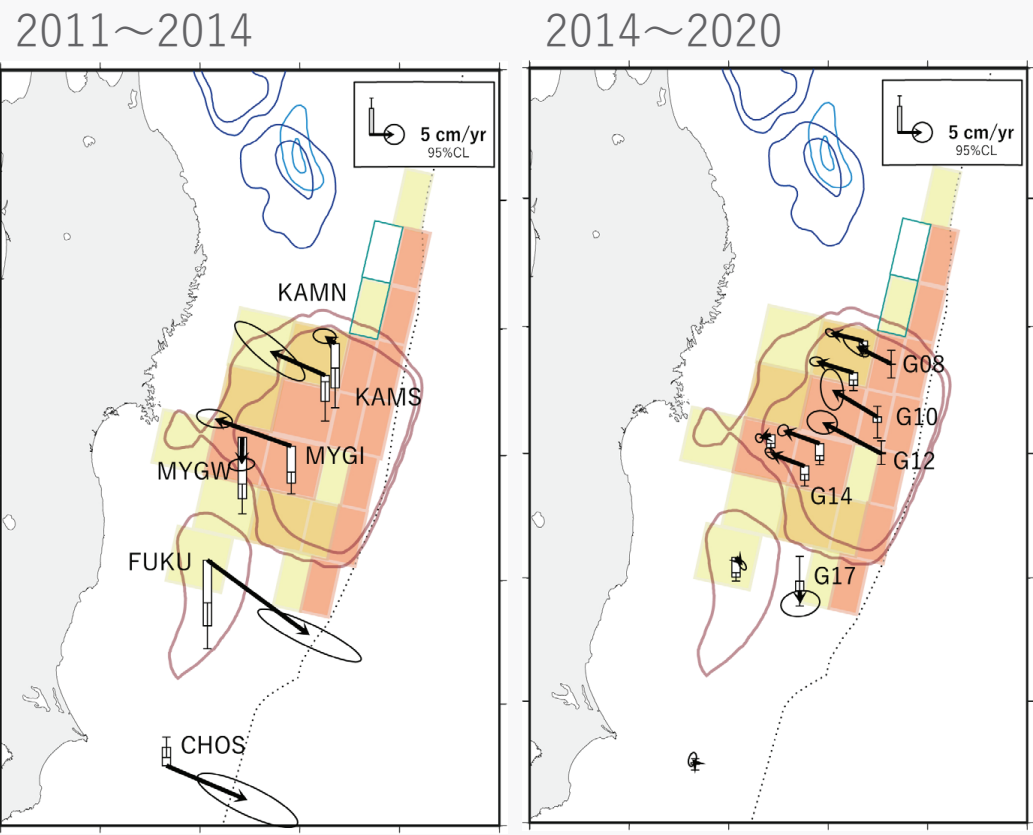 2011〜2014
5 cm/yr
95%CL
KAMN
KAMS
MYGI
MYGW
FUKU
CHOS
2014〜2020
5 cm/yr
95%CL
G08
G10
G12
G14
G17